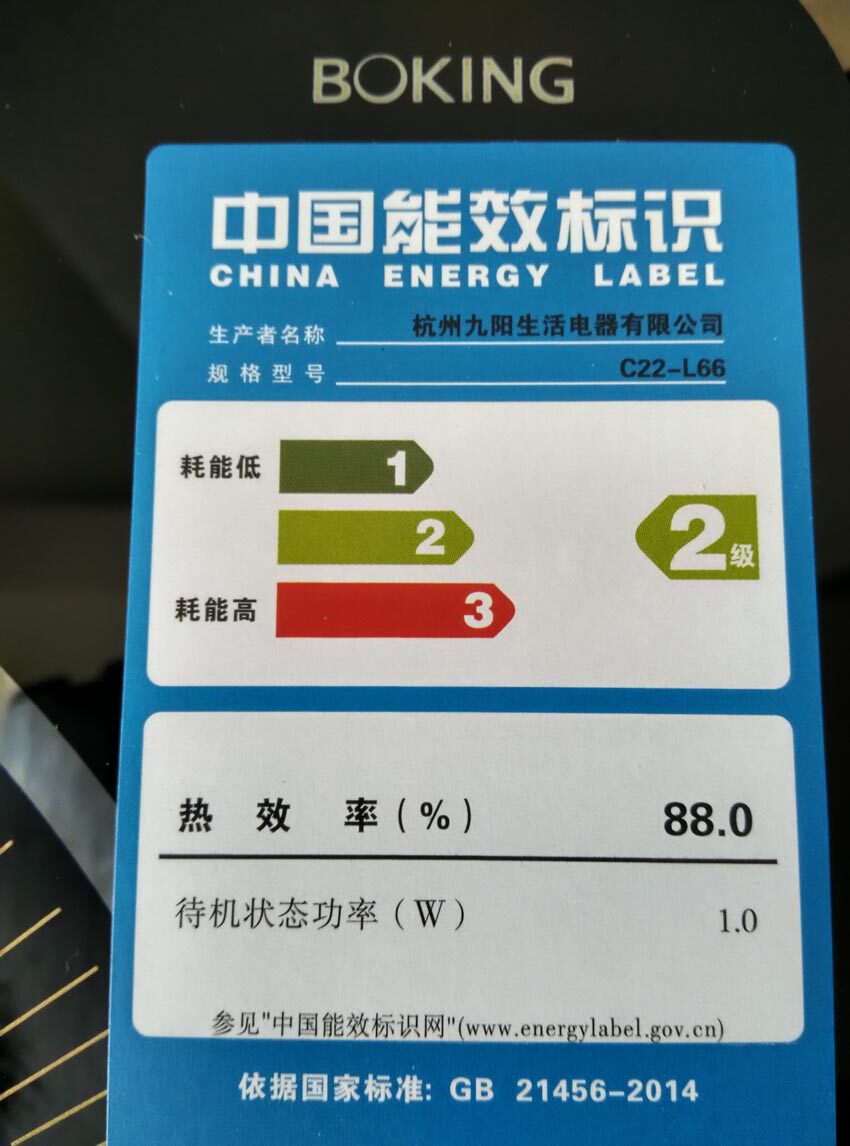 BOKING
中国能效标识
CHINA ENERGY LABEL
生产者名称 杭州九阳生活电器有限公司
规格型号 C22-L66
耗能低 1
2
2级
耗能高 3
热效率(%) 88.0
待机状态功率(W) 1.0
参见"中国能效标识网"(www.energylabel.gov.cn)
依据国家标准: GB 21456-2014